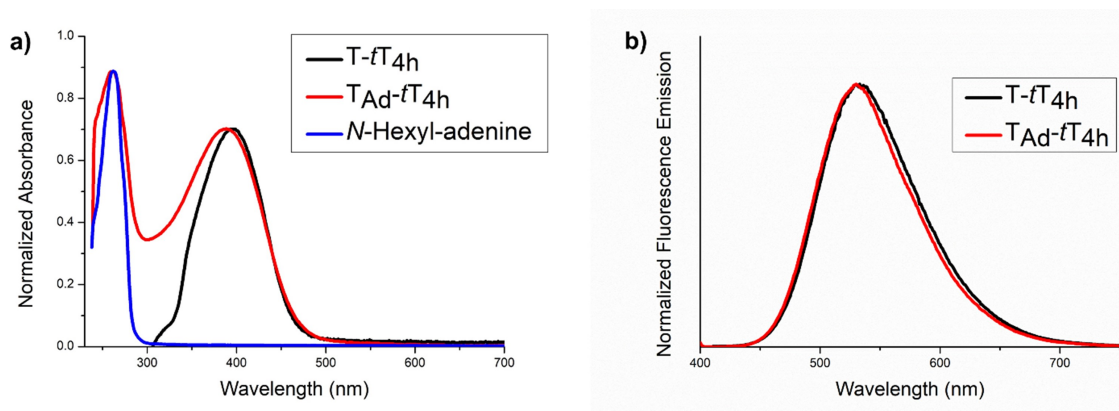 a)
Normalized Absorbance
1.0
0.8
0.6
0.4
0.2
0.0
300 400 500 600 700
Wavelength (nm)
T-tT4h
TAd-tT4h
N-Hexyl-adenine
b)
Normalized Fluorescence Emission
400 500 600 700
Wavelength (nm)
T-tT4h
TAd-tT4h